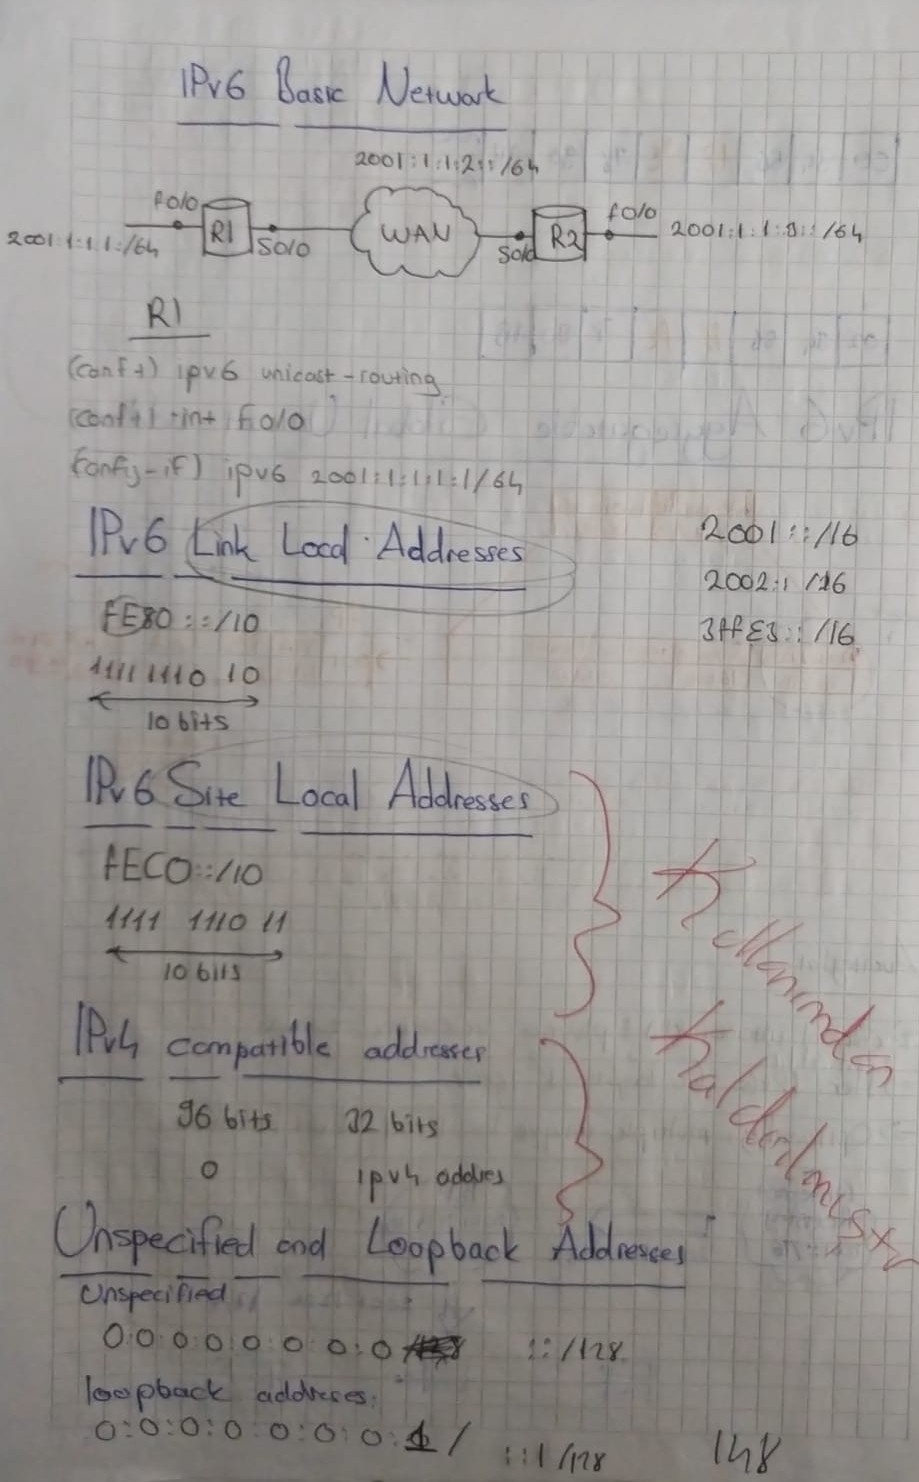 IPv6 Basic Network
2001:1:1:2::/64
f0/0
f0/0
2001:1:1:1:/64
R1
S0/0
WAN
S0/0
R2
2001:1:1:3::/64
R1
(conf t) ipv6 unicast-routing
(conf t) int f0/0
(config-if) ipv6 2001:1:1:1:1/64
IPv6 Link Local Addresses
2001::/16
2002:: /16
FE80::/10
3ffE3::/16
1111 1110 10
10 bits
IPv6 Site Local Addresses
FEC0::/10
1111 1110 11
10 bits
Kullanımdan
Kaldırılmış
IPv4 compatible addresses
96 bits 32 bits
0 ipv4 addres
Unspecified and Loopback Addresses
Unspecified
0:0:0:0:0:0:0:0 ::/128
loopback addreses:
0:0:0:0:0:0:0:1/ ::1/128
148